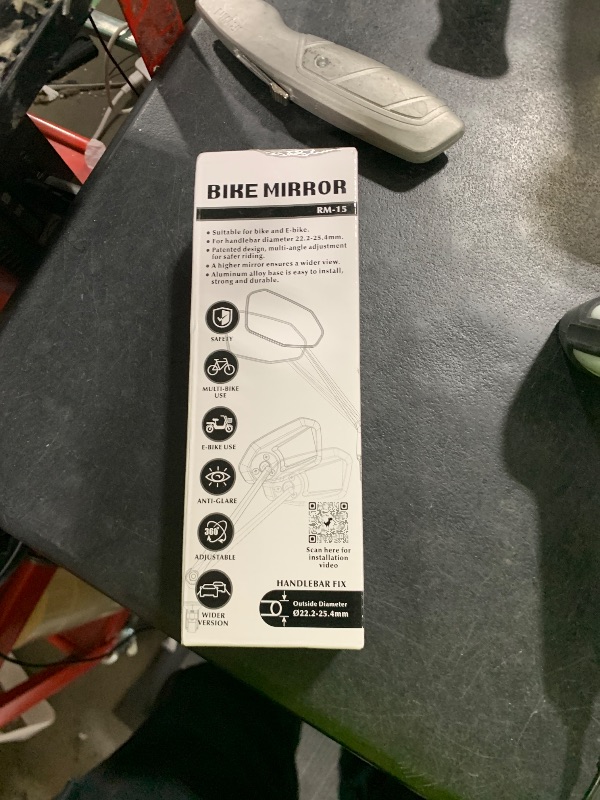 BIKE MIRROR
RM-15
• Suitable for bike and E-bike.
• For handlebar diameter 22.2-25.4mm.
• Patented design, multi-angle adjustment
for safer riding.
• A higher mirror ensures a wider view.
• Aluminum alloy base is easy to install,
strong and durable.
SAFETY
MULTI-BIKE
USE
E-BIKE USE
ANTI-GLARE
360°
ADJUSTABLE
WIDER
VERSION
Scan here for
installation
video
HANDLEBAR FIX
Outside Diameter
Ø22.2-25.4mm